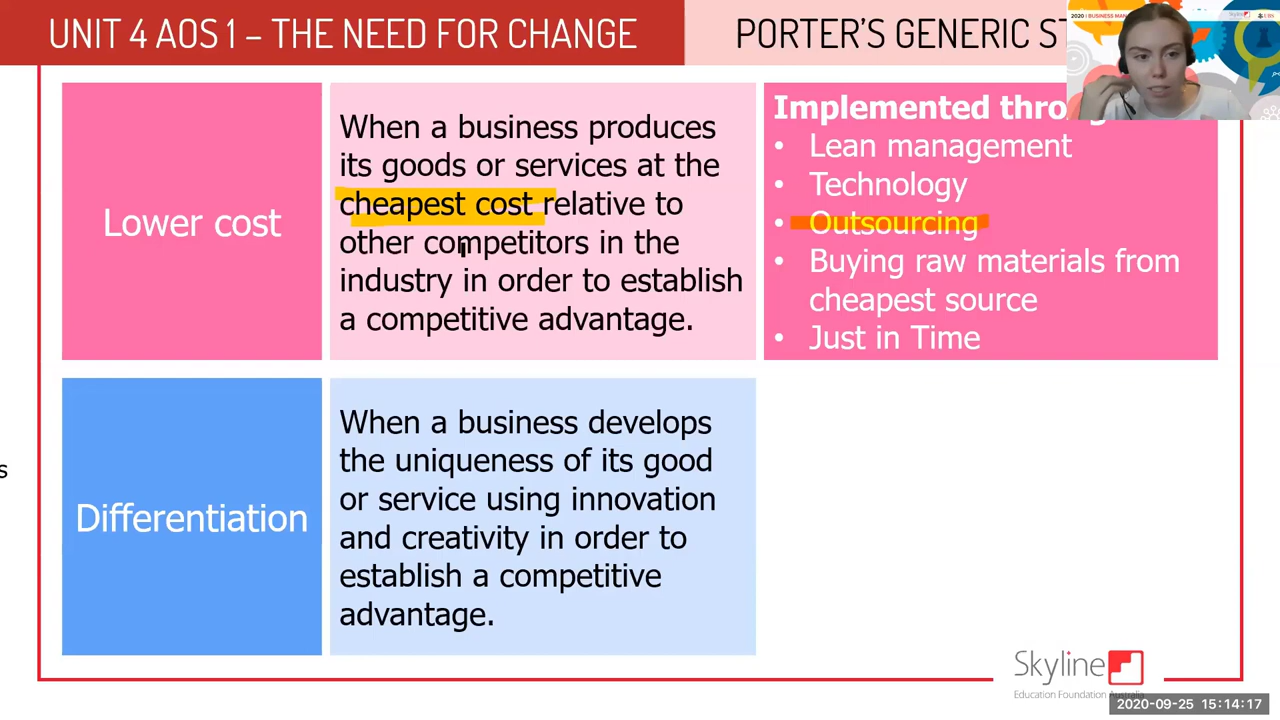 UNIT 4 AOS 1 – THE NEED FOR CHANGE
PORTER'S GENERIC ST
2020 | BUSINESS MAN
Lower cost
When a business produces
its goods or services at the
cheapest cost relative to
other competitors in the
industry in order to establish
a competitive advantage.
Implemented throug
• Lean management
• Technology
• Outsourcing
• Buying raw materials from
cheapest source
• Just in Time
Differentiation
When a business develops
the uniqueness of its good
or service using innovation
and creativity in order to
establish a competitive
advantage.
s
Skyline
Education Foundation Australia
2020-09-25 15:14:17